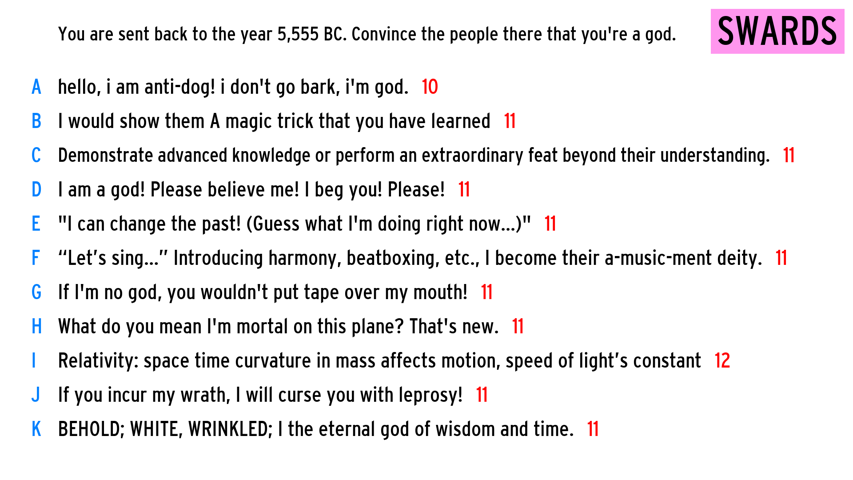 You are sent back to the year 5,555 BC. Convince the people there that you're a god.
SWARDS
A hello, i am anti-dog! i don't go bark, i'm god. 10
B I would show them A magic trick that you have learned 11
C Demonstrate advanced knowledge or perform an extraordinary feat beyond their understanding. 11
D I am a god! Please believe me! I beg you! Please! 11
E "I can change the past! (Guess what I'm doing right now...)" 11
F “Let’s sing...” Introducing harmony, beatboxing, etc., I become their a-music-ment deity. 11
G If I'm no god, you wouldn't put tape over my mouth! 11
H What do you mean I'm mortal on this plane? That's new. 11
I Relativity: space time curvature in mass affects motion, speed of light’s constant 12
J If you incur my wrath, I will curse you with leprosy! 11
K BEHOLD; WHITE, WRINKLED; I the eternal god of wisdom and time. 11